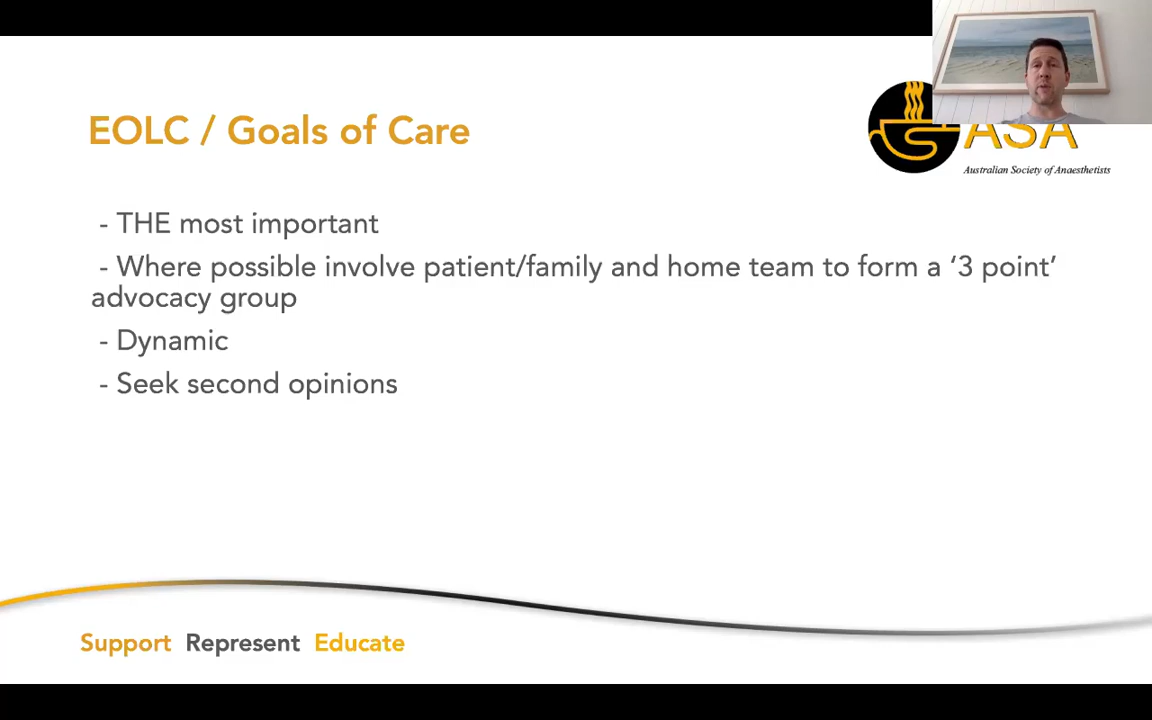 EOLC / Goals of Care
ASA
Australian Society of Anaesthetists
- THE most important
- Where possible involve patient/family and home team to form a ‘3 point’
advocacy group
- Dynamic
- Seek second opinions
Support Represent Educate